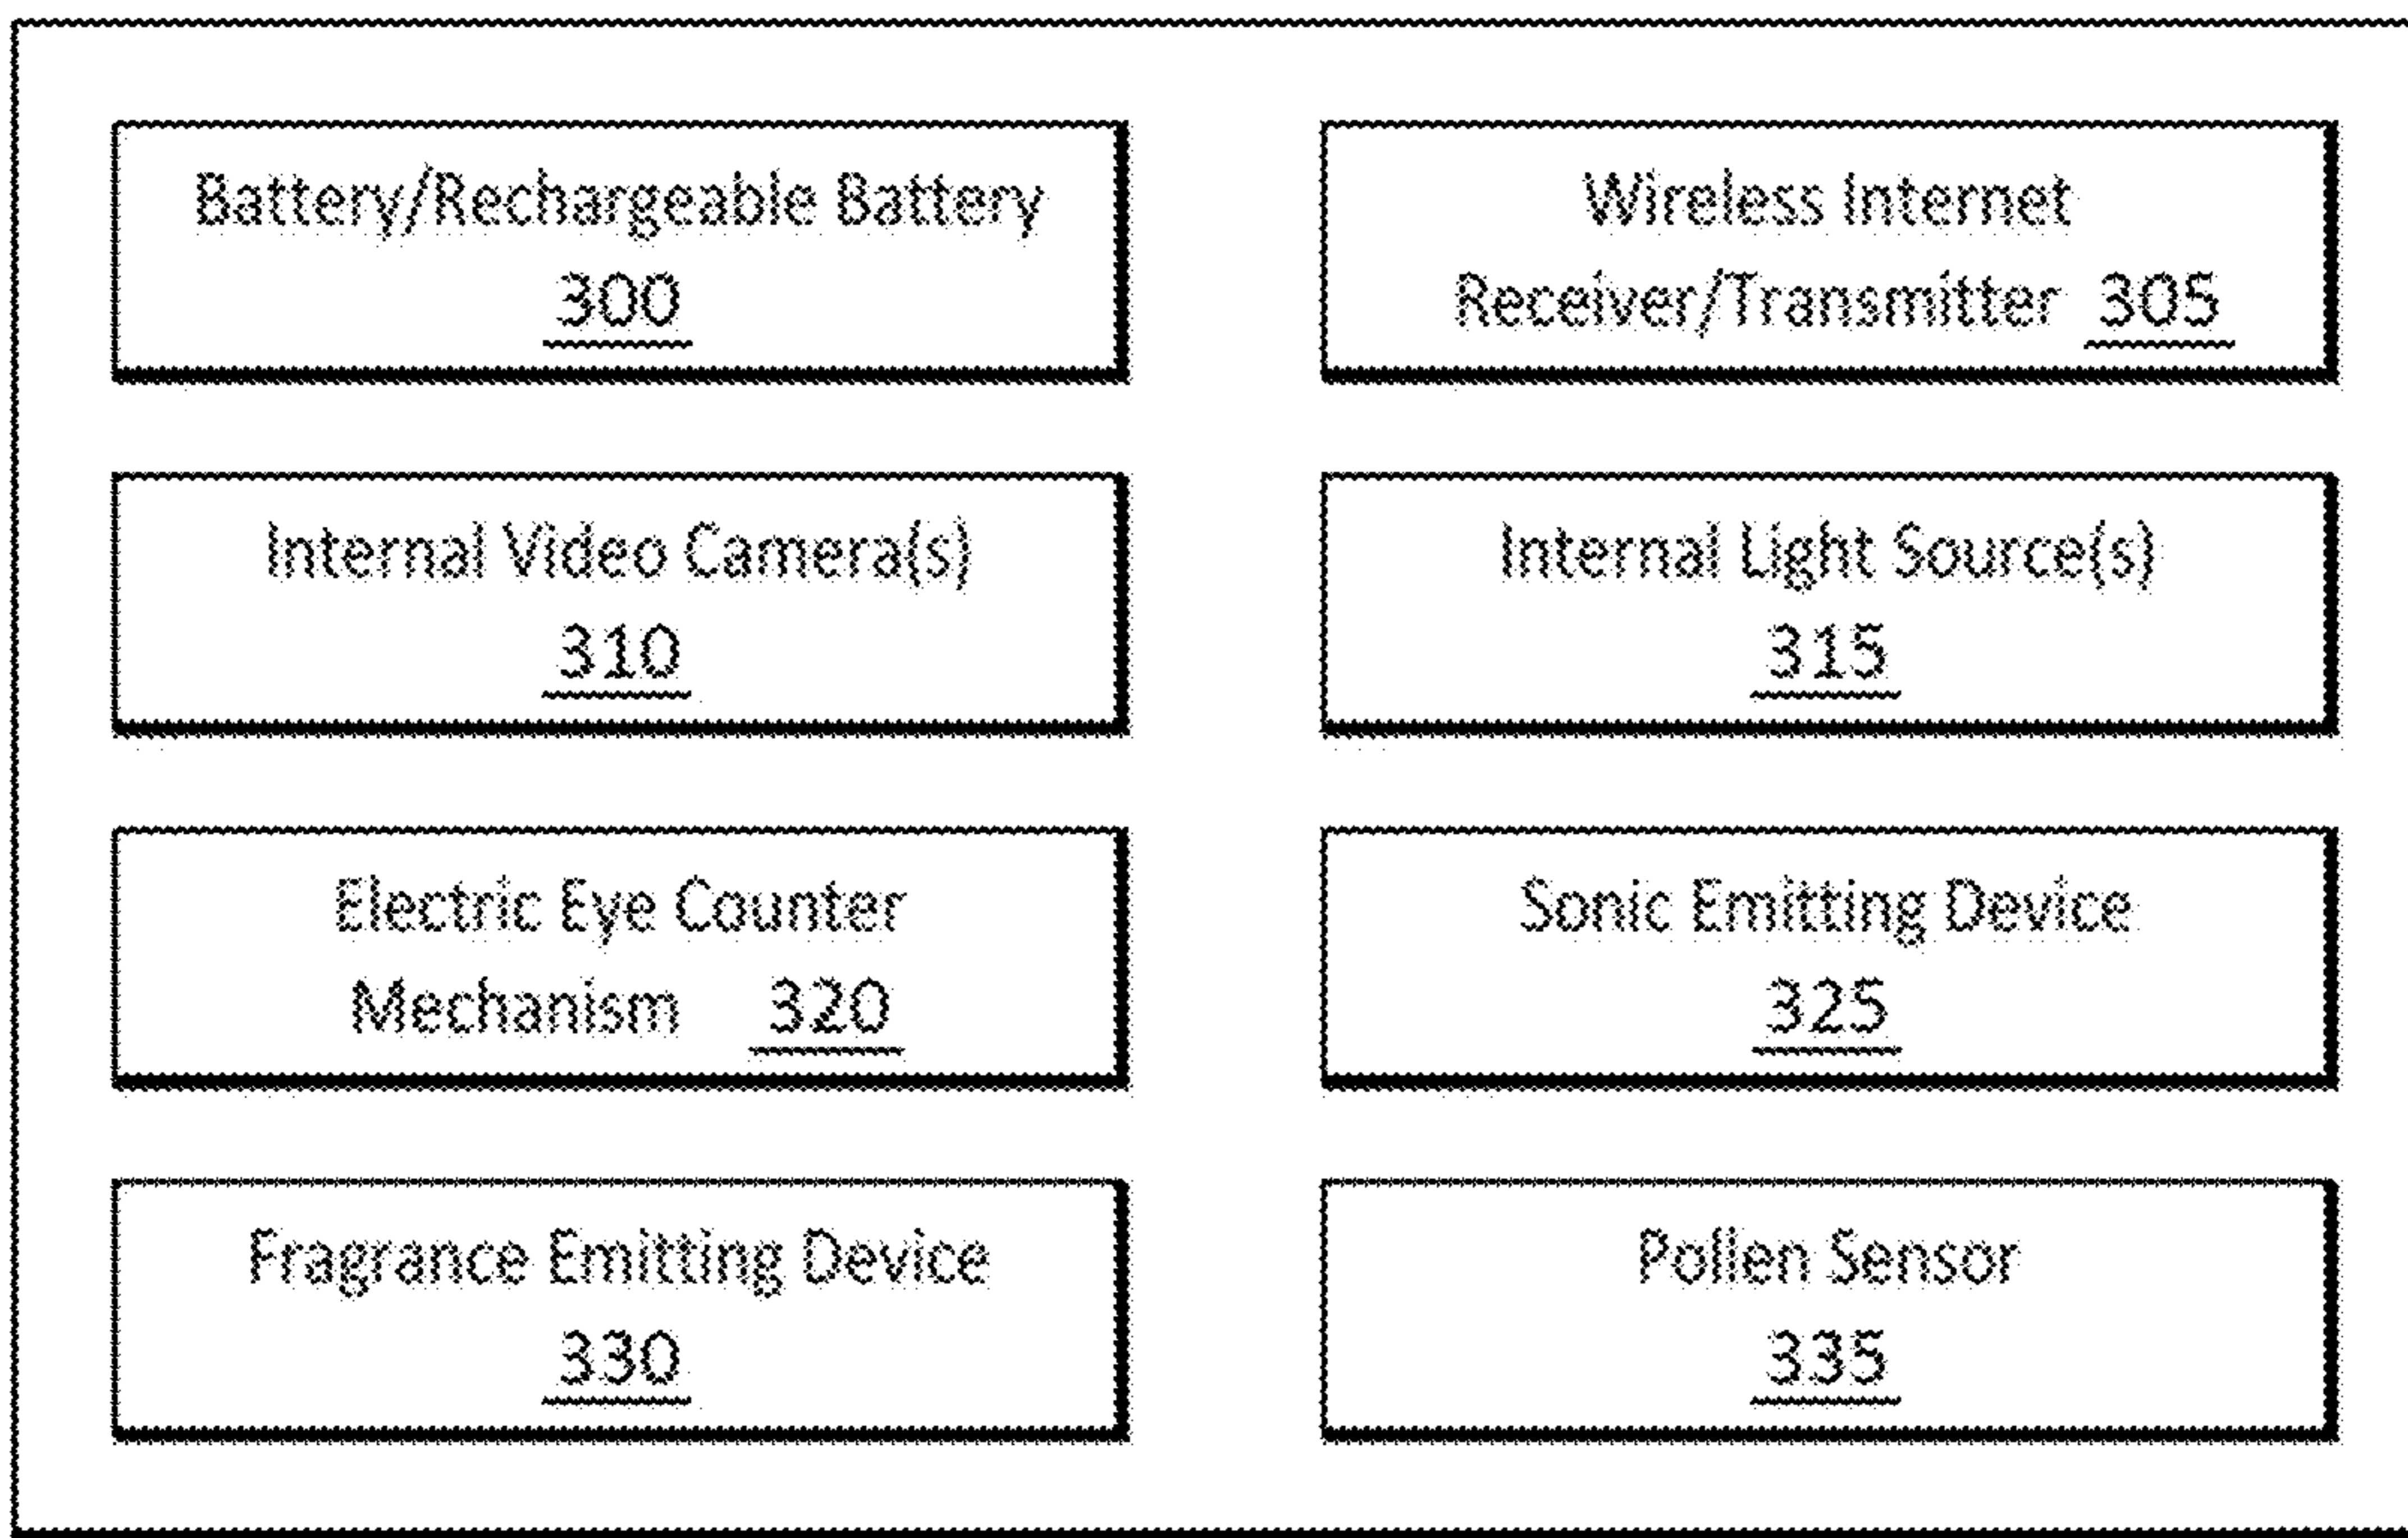 Battery/Rechargeable Battery
300
Wireless Internet
Receiver/Transmitter 305
Internal Video Camera(s)
310
Internal Light Source(s)
315
Electric Eye Counter
Mechanism 320
Sonic Emitting Device
325
Fragrance Emitting Device
330
Pollen Sensor
335